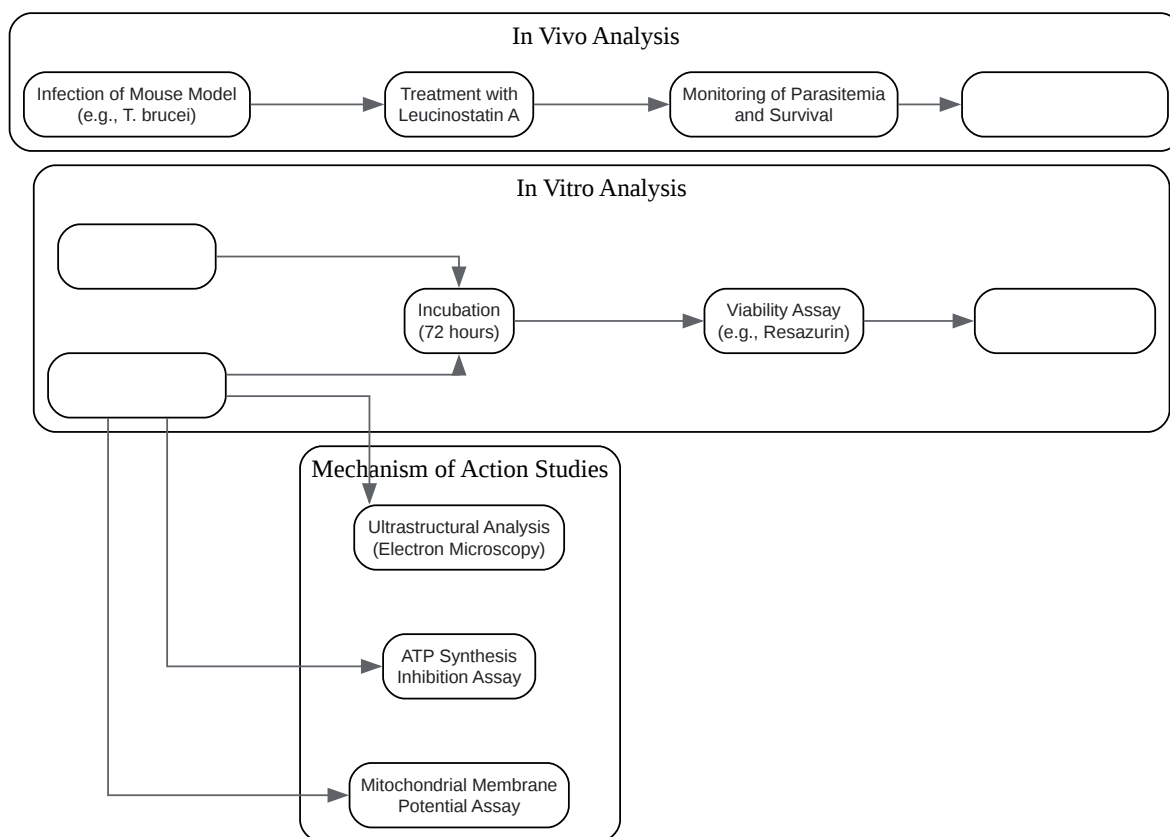 In Vivo Analysis
Infection of Mouse Model
(e.g., T. brucei)
Treatment with
Leucinostatin A
Monitoring of Parasitemia
and Survival
In Vitro Analysis
Incubation
(72 hours)
Viability Assay
(e.g., Resazurin)
Mechanism of Action Studies
Ultrastructural Analysis
(Electron Microscopy)
ATP Synthesis
Inhibition Assay
Mitochondrial Membrane
Potential Assay